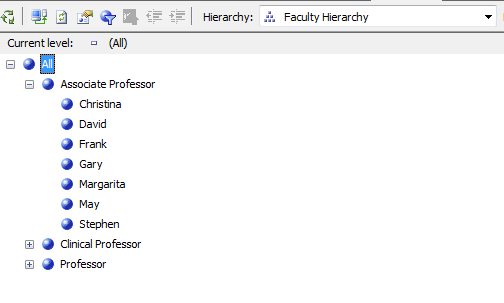 Hierarchy: Faculty Hierarchy
Current level: (All)
All
Associate Professor
Christina
David
Frank
Gary
Margarita
May
Stephen
Clinical Professor
Professor